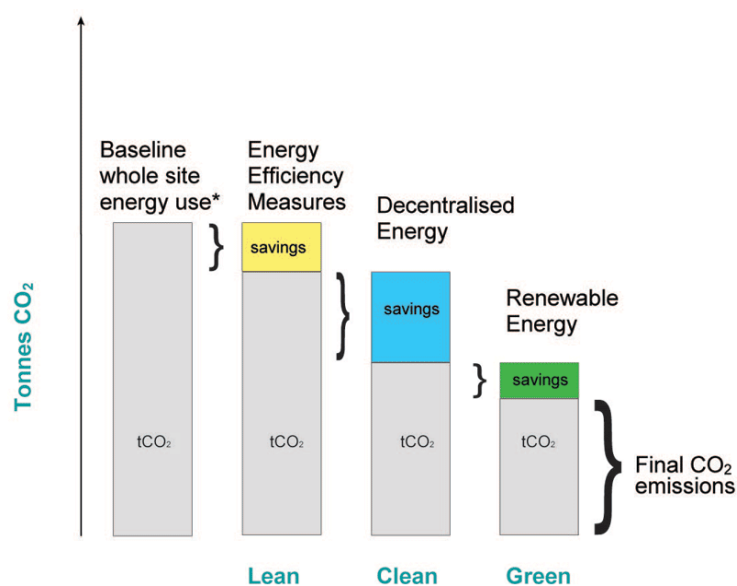 Baseline
whole site
energy use*
Energy
Efficiency
Measures
Decentralised
Energy
Renewable
Energy
savings
savings
savings
tCO₂
tCO₂
tCO₂
tCO₂
Final CO₂
emissions
Tonnes CO₂
Lean
Clean
Green